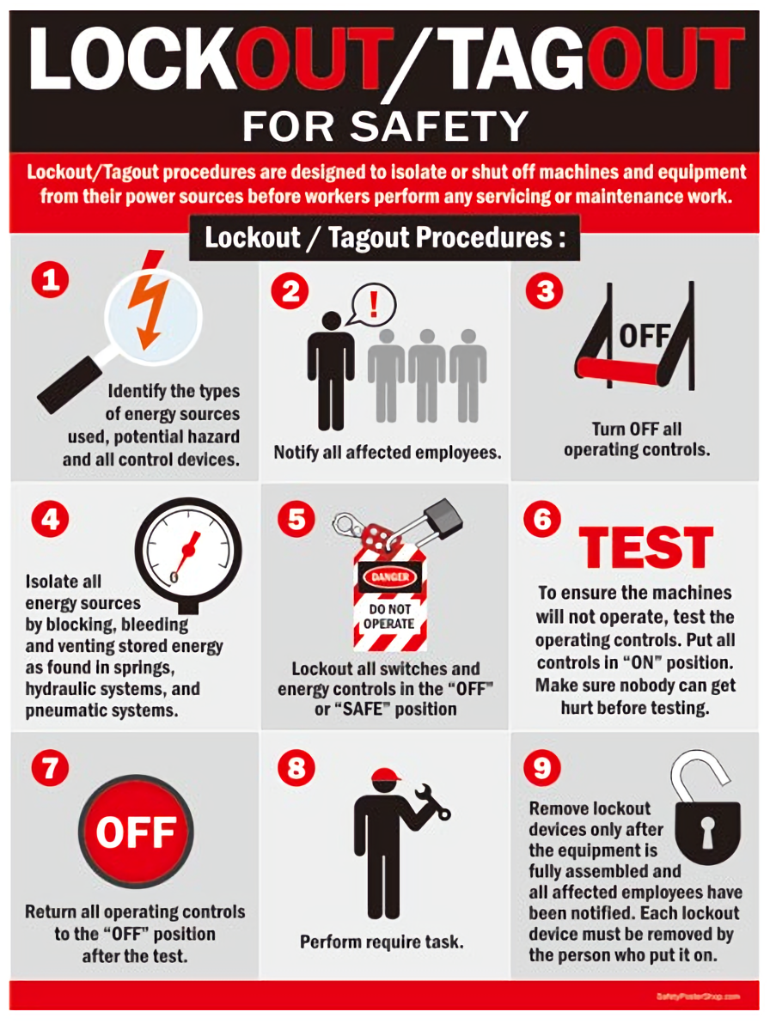 LOCKOUT/TAGOUT
FOR SAFETY
Lockout/Tagout procedures are designed to isolate or shut off machines and equipment
from their power sources before workers perform any servicing or maintenance work.
Lockout / Tagout Procedures :
1
Identify the types
of energy sources
used, potential hazard
and all control devices.
2
!
Notify all affected employees.
3
OFF
Turn OFF all
operating controls.
4
0
Isolate all
energy sources
by blocking, bleeding
and venting stored energy
as found in springs,
hydraulic systems, and
pneumatic systems.
5
DANGER
DO NOT
OPERATE
Lockout all switches and
energy controls in the "OFF"
or "SAFE" position
6
TEST
To ensure the machines
will not operate, test the
operating controls. Put all
controls in "ON" position.
Make sure nobody can get
hurt before testing.
7
OFF
Return all operating controls
to the "OFF" position
after the test.
8
Perform require task.
9
Remove lockout
devices only after
the equipment is
fully assembled and
all affected employees have
been notified. Each lockout
device must be removed by
the person who put it on.
SafetyPosterShop.com